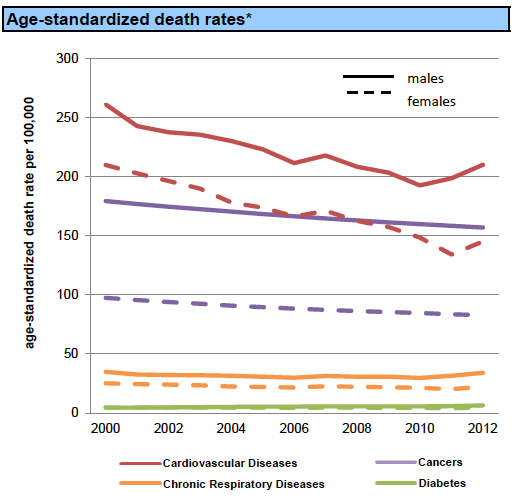 Age-standardized death rates*
300
250
200
150
100
50
0
age-standardized death rate per 100,000
males
females
2000 2002 2004 2006 2008 2010 2012
Cardiovascular Diseases Cancers
Chronic Respiratory Diseases Diabetes